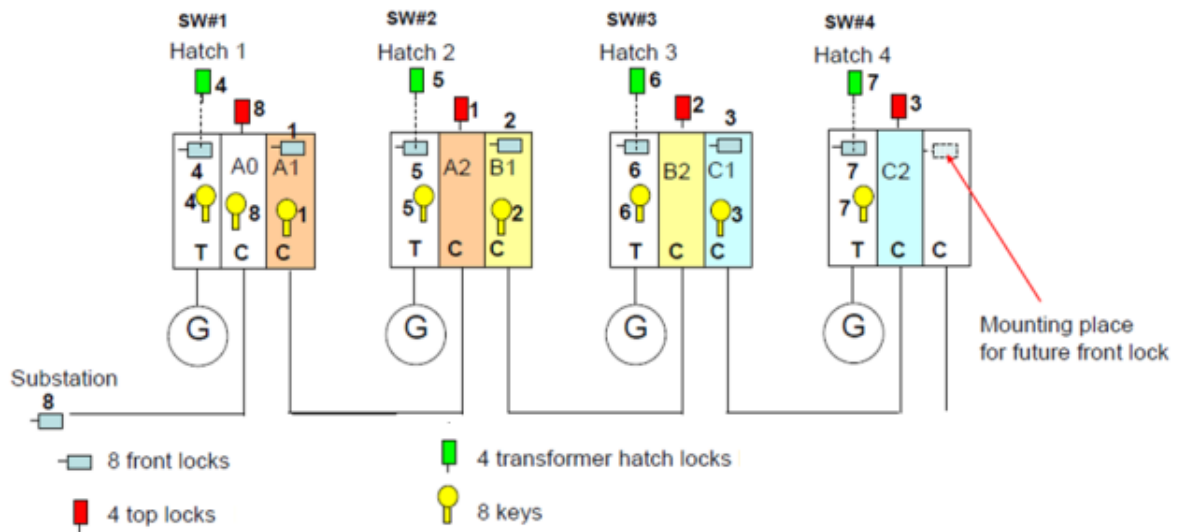 SW#1 SW#2 SW#3 SW#4
Hatch 1 Hatch 2 Hatch 3 Hatch 4
4 5 6 7
8 1 2 3
1 2 3
A0 A1 A2 B1 B2 C1 C2
4 5 6 7
4 8 1 5 2 6 3 7
T C C T C C T C C T C C
G G G G
Mounting place
for future front lock
Substation
8
8 front locks
4 transformer hatch locks
4 top locks
8 keys